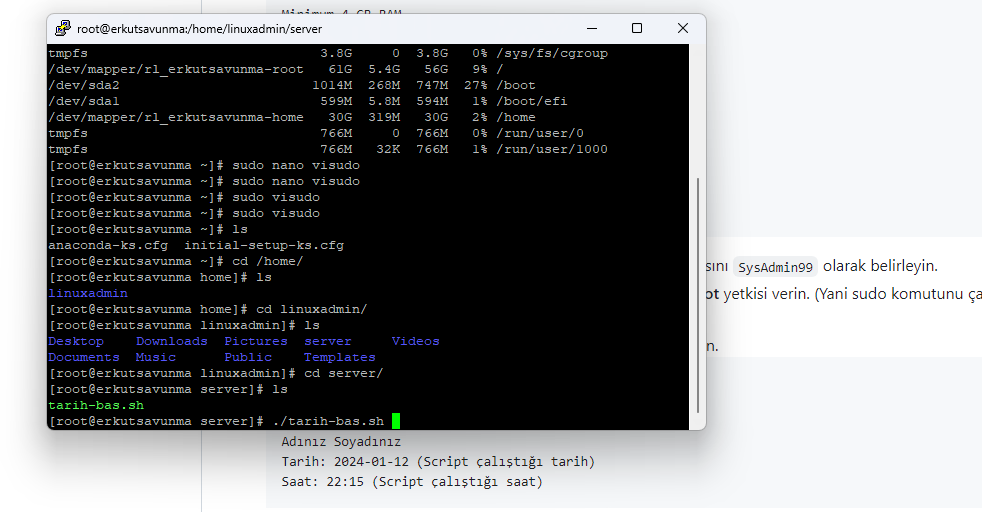 Minimum 4 GB RAM
root@erkutsavunma:/home/linuxadmin/server
tmpfs 3.8G 0 3.8G 0% /sys/fs/cgroup
/dev/mapper/rl_erkutsavunma-root 61G 5.4G 56G 9% /
/dev/sda2 1014M 268M 747M 27% /boot
/dev/sda1 599M 5.8M 594M 1% /boot/efi
/dev/mapper/rl_erkutsavunma-home 30G 319M 30G 2% /home
tmpfs 766M 0 766M 0% /run/user/0
tmpfs 766M 32K 766M 1% /run/user/1000
[root@erkutsavunma ~]# sudo nano visudo
[root@erkutsavunma ~]# sudo nano visudo
[root@erkutsavunma ~]# sudo visudo
[root@erkutsavunma ~]# sudo visudo
[root@erkutsavunma ~]# ls
anaconda-ks.cfg initial-setup-ks.cfg
[root@erkutsavunma ~]# cd /home/
[root@erkutsavunma home]# ls
linuxadmin
[root@erkutsavunma home]# cd linuxadmin/
[root@erkutsavunma linuxadmin]# ls
Desktop Downloads Pictures server Videos
Documents Music Public Templates
[root@erkutsavunma linuxadmin]# cd server/
[root@erkutsavunma server]# ls
tarih-bas.sh
[root@erkutsavunma server]# ./tarih-bas.sh
sını SysAdmin99 olarak belirleyin.
ot yetkisi verin. (Yani sudo komutunu ça
n.
Adınız Soyadınız
Tarih: 2024-01-12 (Script çalıştığı tarih)
Saat: 22:15 (Script çalıştığı saat)